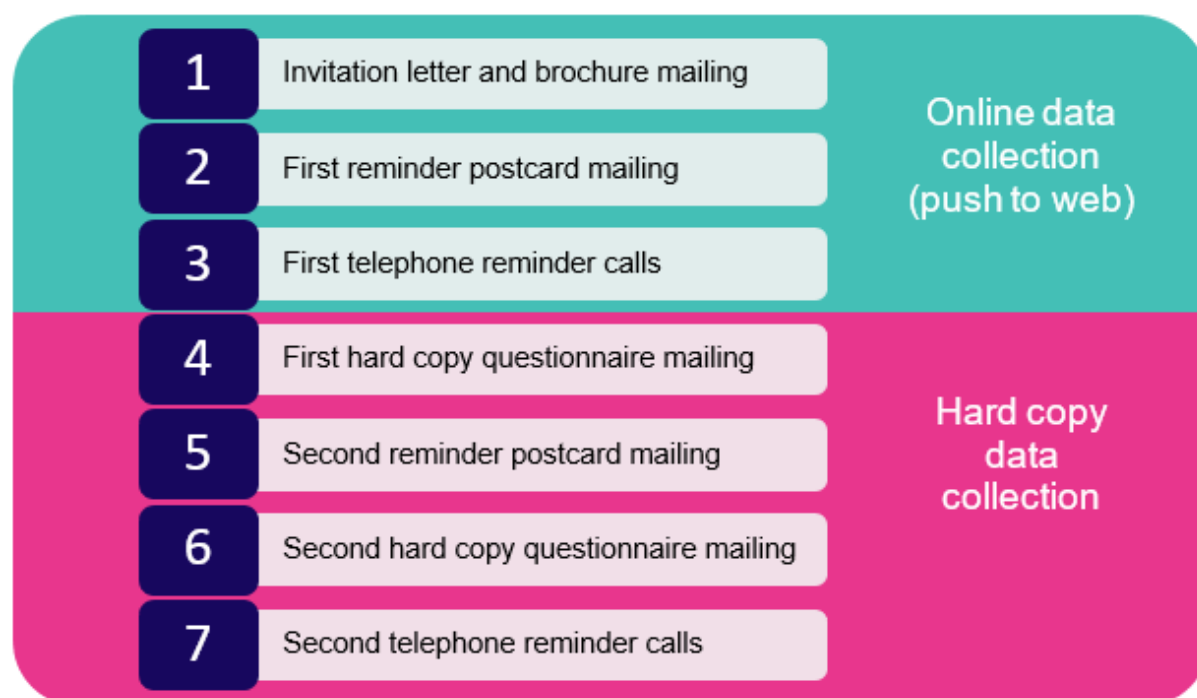 1
Invitation letter and brochure mailing
2
First reminder postcard mailing
3
First telephone reminder calls
Online data
collection
(push to web)
4
First hard copy questionnaire mailing
5
Second reminder postcard mailing
6
Second hard copy questionnaire mailing
7
Second telephone reminder calls
Hard copy
data
collection